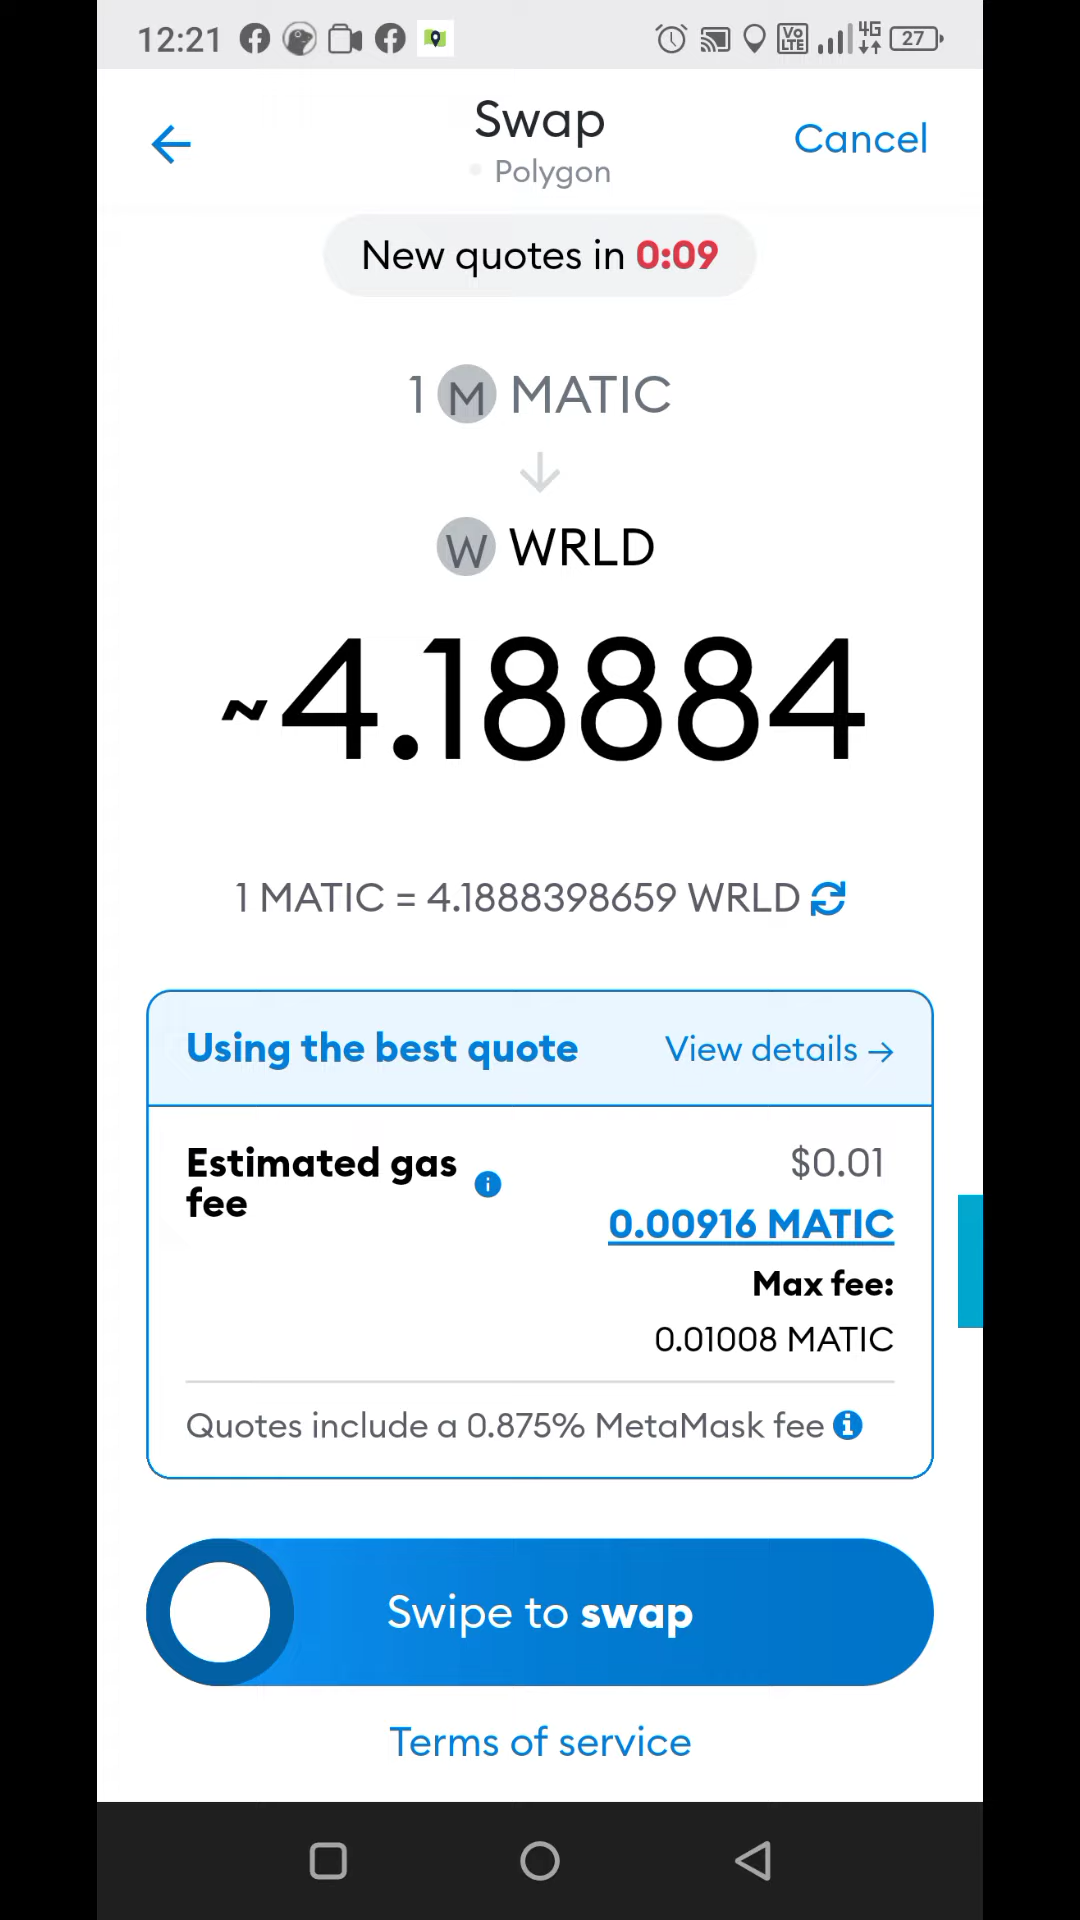 12:21 VoLTE 4G 27
Swap
Cancel
Polygon
New quotes in 0:09
1 M MATIC
W WRLD
~4.18884
1 MATIC = 4.1888398659 WRLD
Using the best quote View details →
Estimated gas fee
$0.01
0.00916 MATIC
Max fee:
0.01008 MATIC
Quotes include a 0.875% MetaMask fee
Swipe to swap
Terms of service